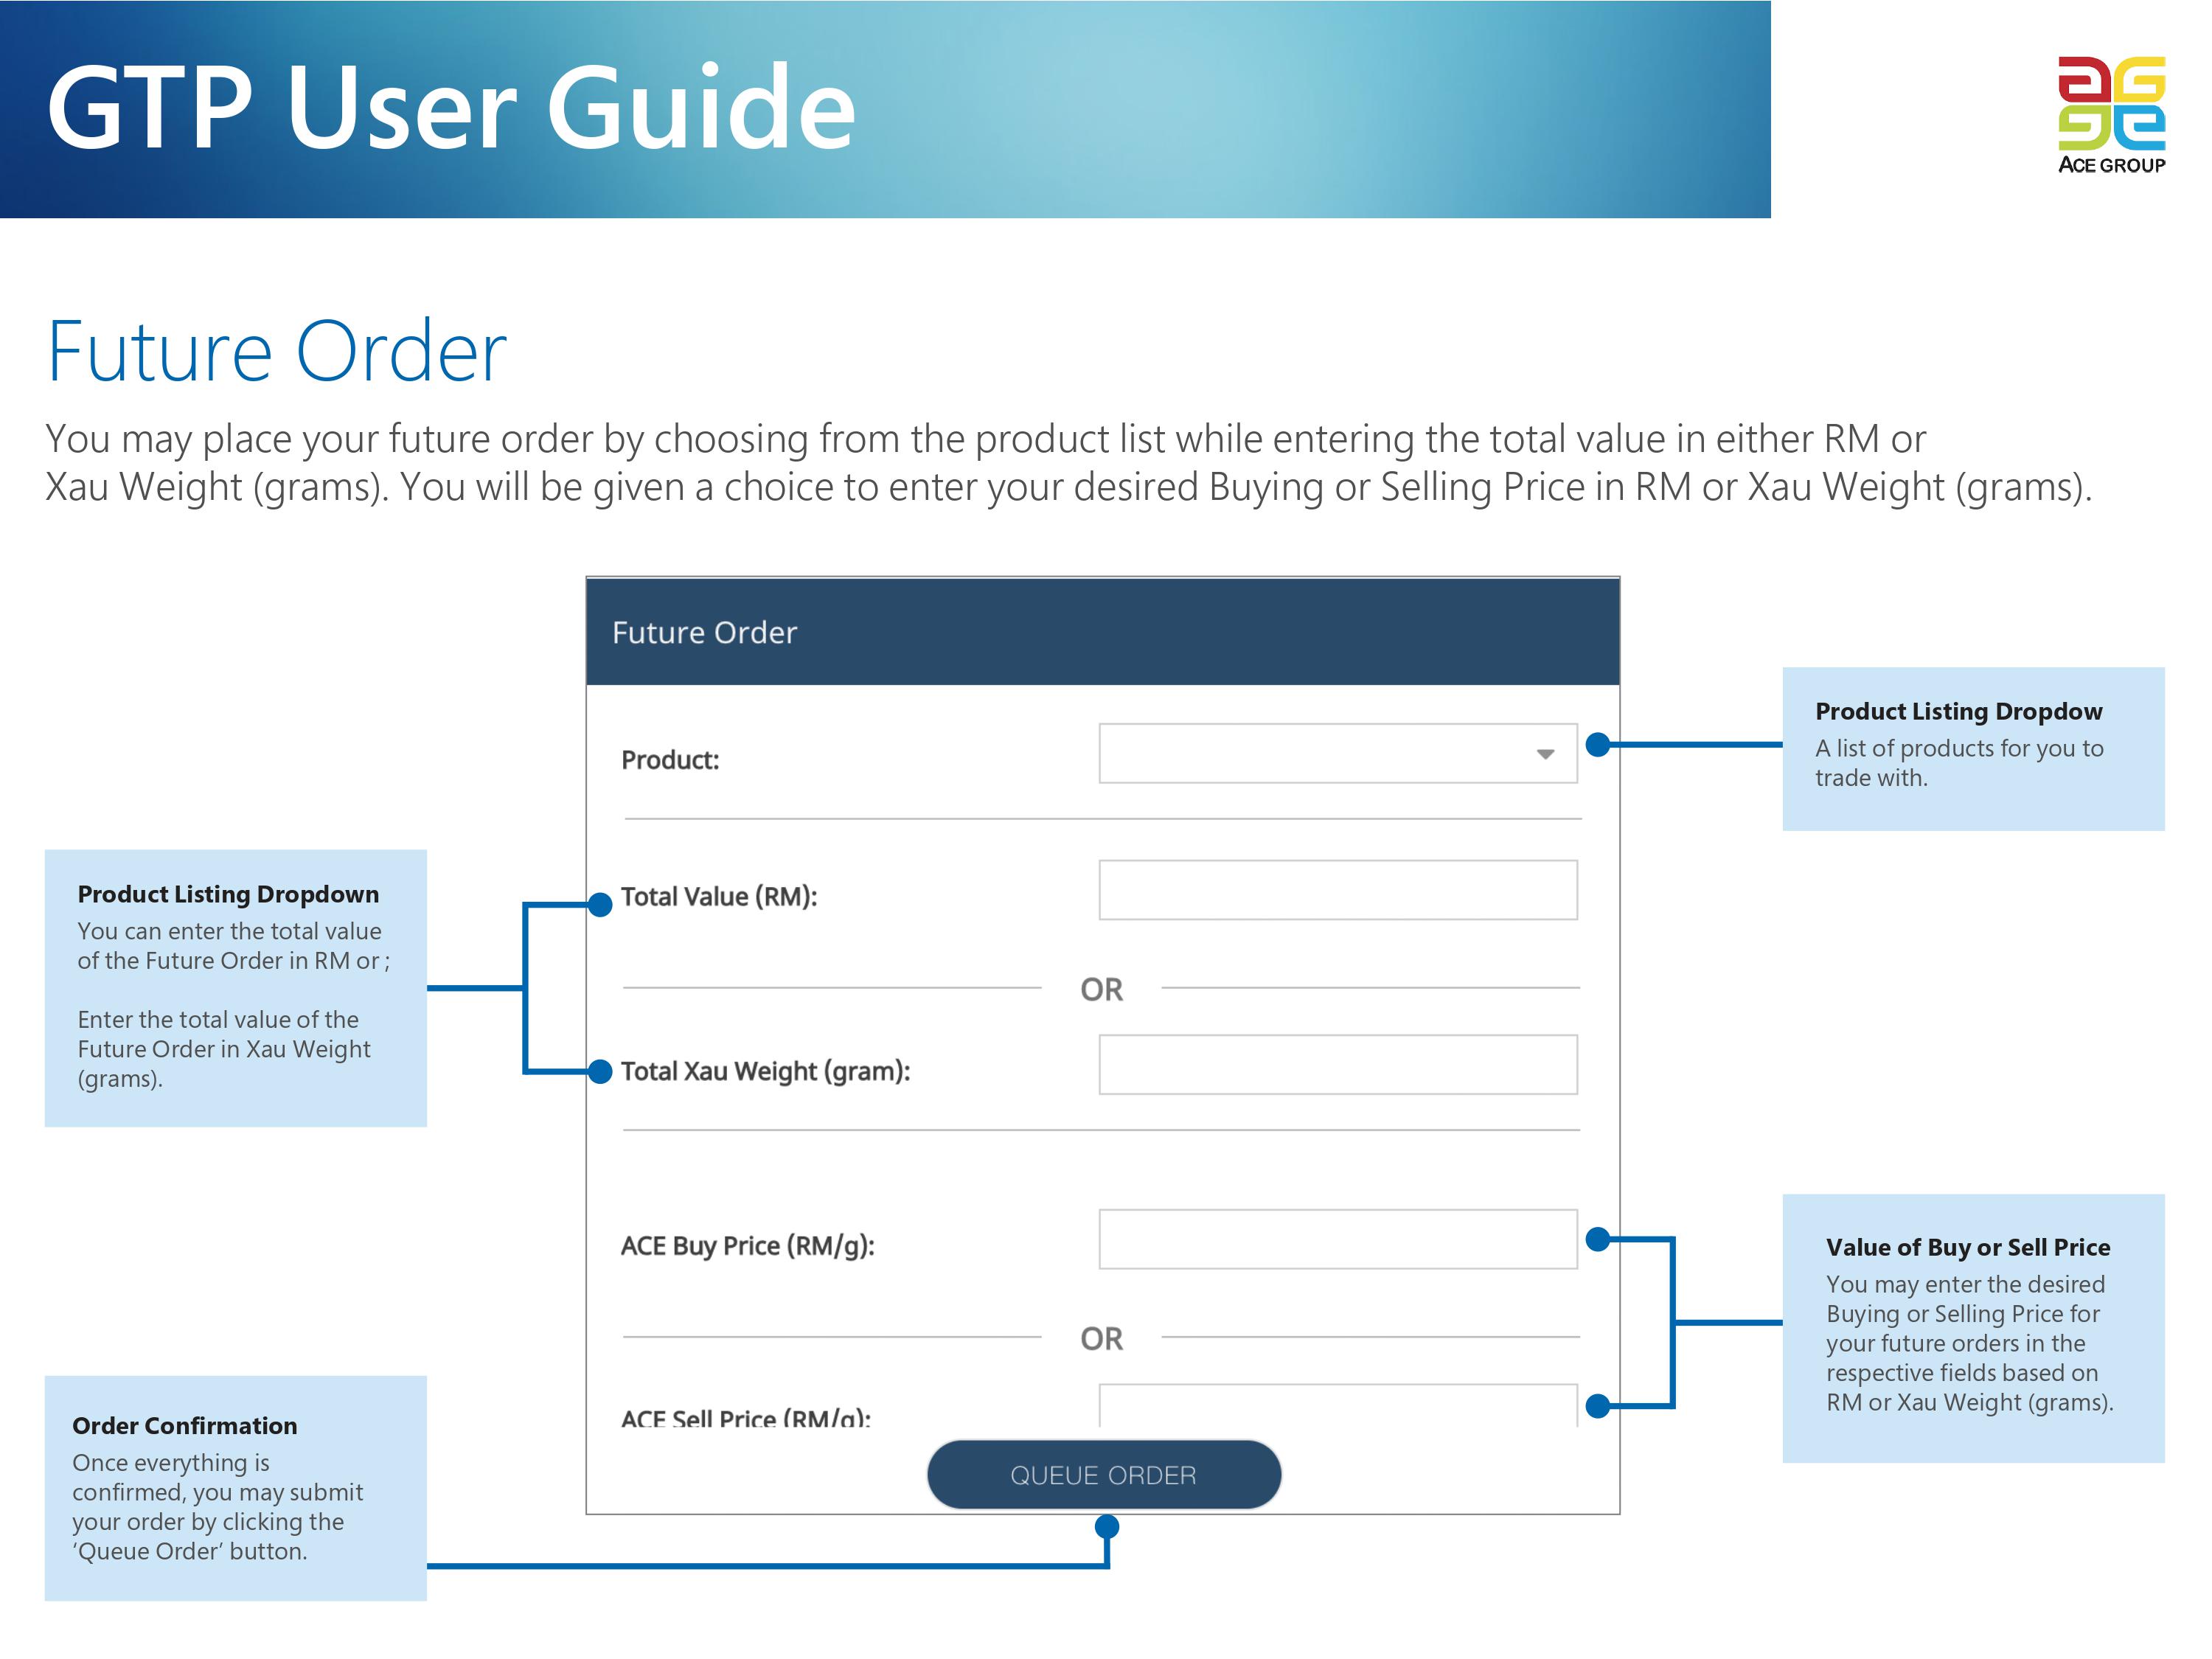 GTP User Guide
ACE GROUP
Future Order
You may place your future order by choosing from the product list while entering the total value in either RM or
Xau Weight (grams). You will be given a choice to enter your desired Buying or Selling Price in RM or Xau Weight (grams).
Future Order
Product:
Product Listing Dropdow
A list of products for you to
trade with.
Product Listing Dropdown
You can enter the total value
of the Future Order in RM or ;
Enter the total value of the
Future Order in Xau Weight
(grams).
Total Value (RM):
OR
Total Xau Weight (gram):
ACE Buy Price (RM/g):
OR
ACE Sell Price (RM/g):
Value of Buy or Sell Price
You may enter the desired
Buying or Selling Price for
your future orders in the
respective fields based on
RM or Xau Weight (grams).
Order Confirmation
Once everything is
confirmed, you may submit
your order by clicking the
‘Queue Order’ button.
QUEUE ORDER